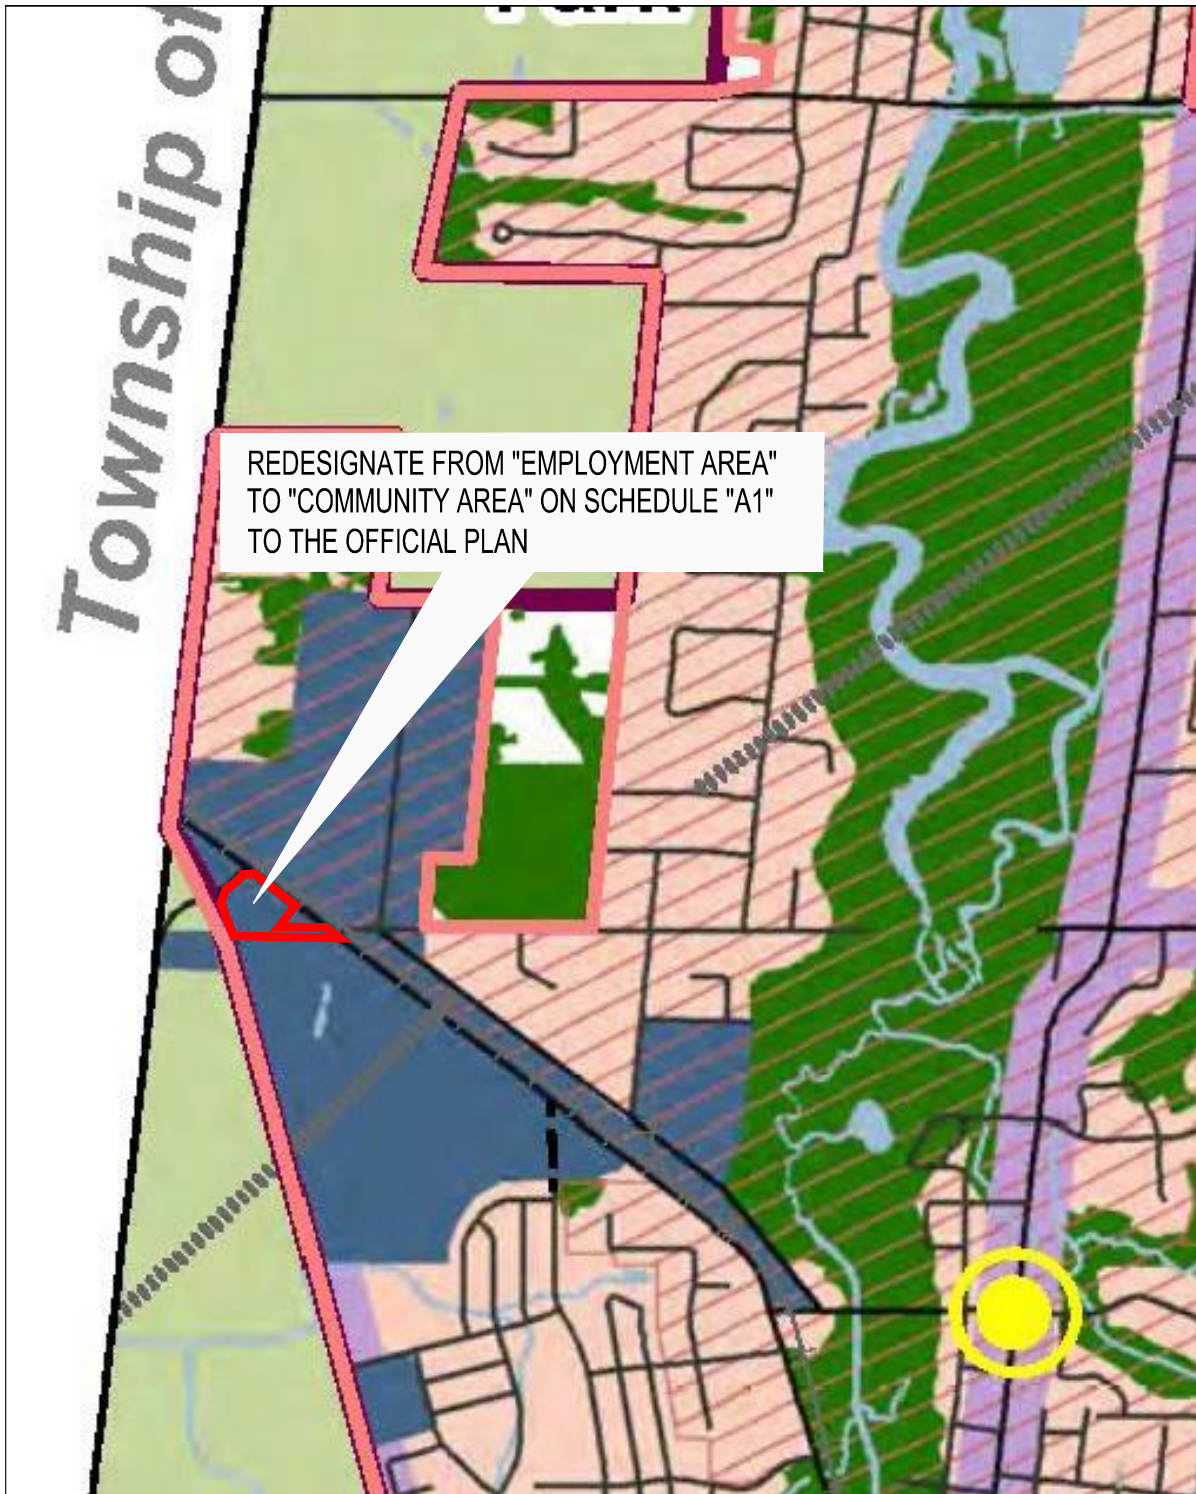 Township of
REDESIGNATE FROM "EMPLOYMENT AREA"
TO "COMMUNITY AREA" ON SCHEDULE "A1"
TO THE OFFICIAL PLAN